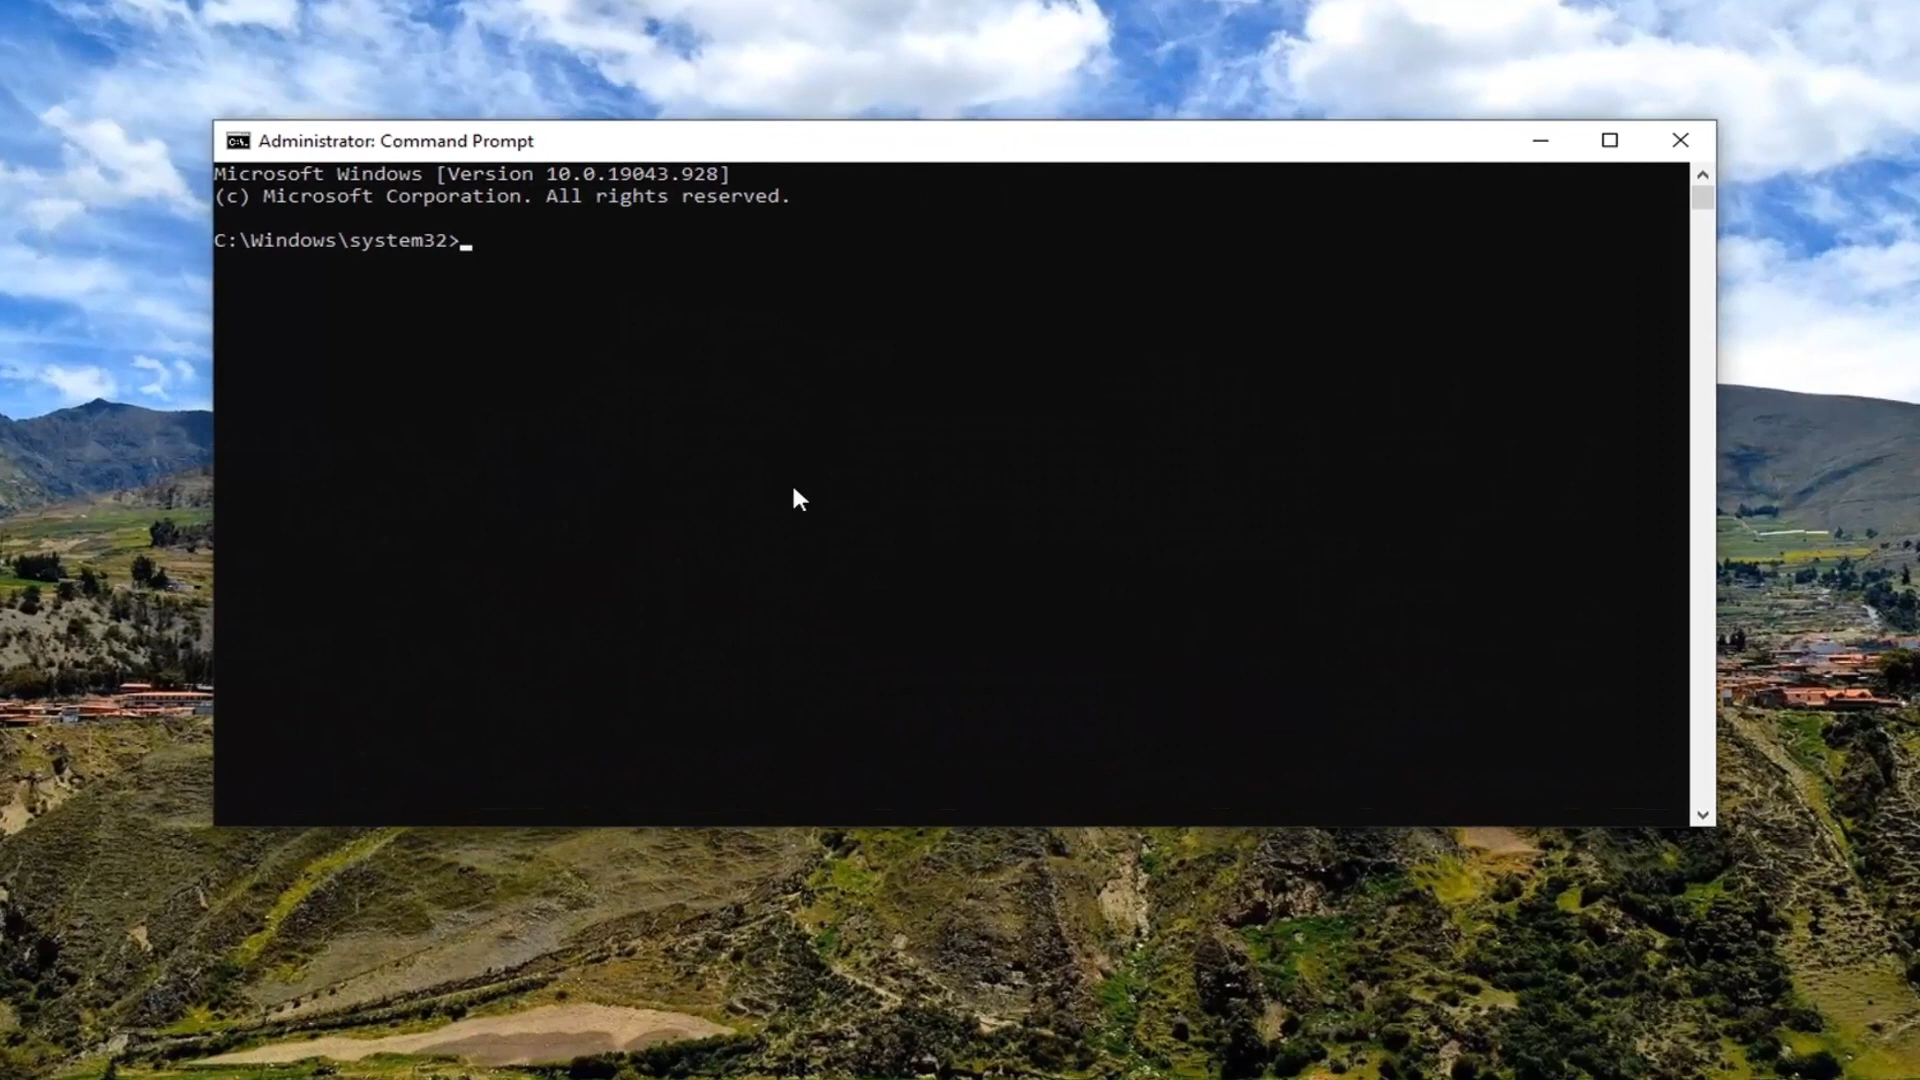 Administrator: Command Prompt
Microsoft Windows [Version 10.0.19043.928]
(c) Microsoft Corporation. All rights reserved.
C:\Windows\system32>